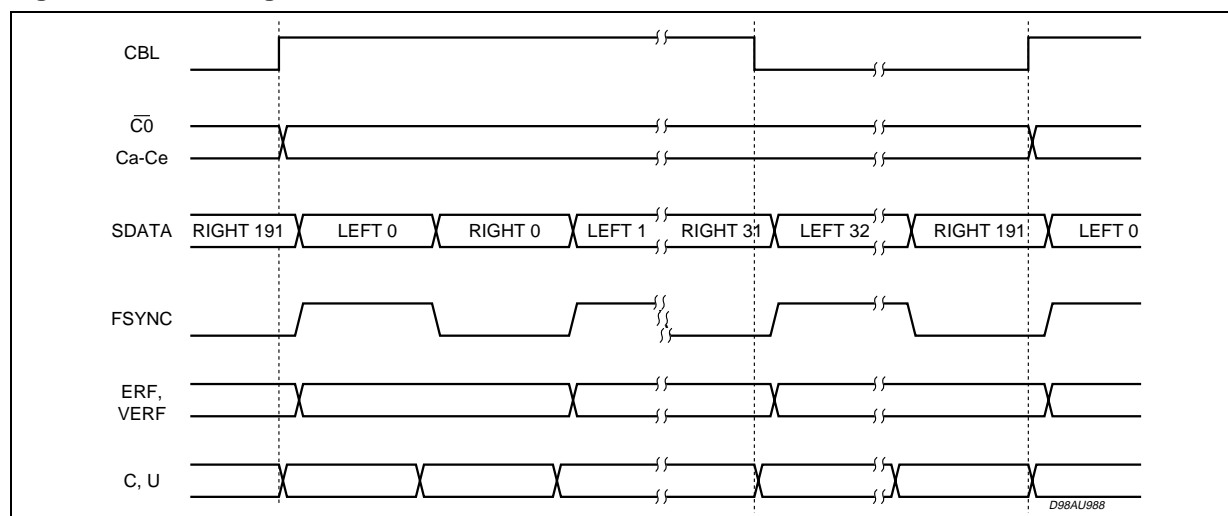 CBL
C̅0̅
Ca-Ce
SDATA RIGHT 191 LEFT 0 RIGHT 0 LEFT 1 RIGHT 31 LEFT 32 RIGHT 191 LEFT 0
FSYNC
ERF,
VERF
C, U
D98AU988